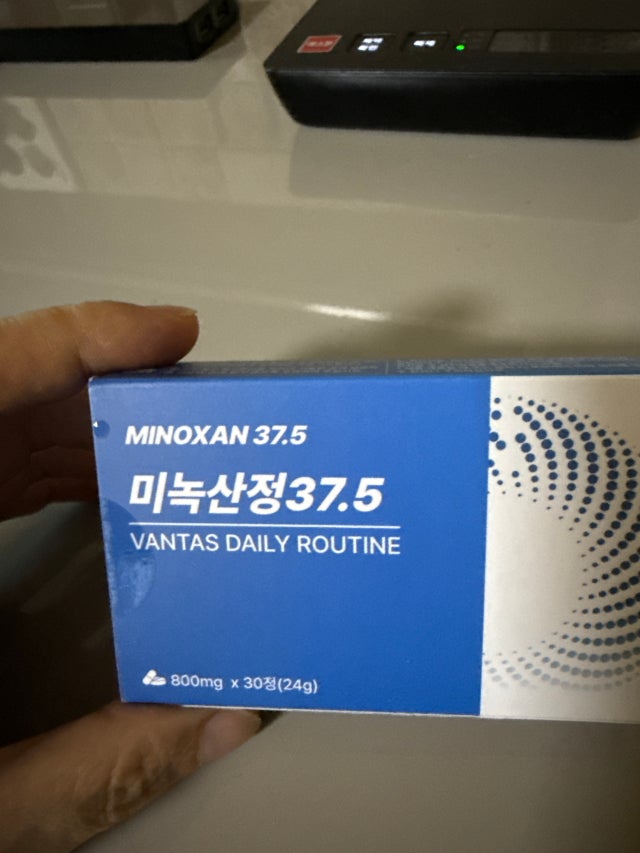 MINOXAN 37.5
미녹산정37.5
VANTAS DAILY ROUTINE
800mg x 30정(24g)